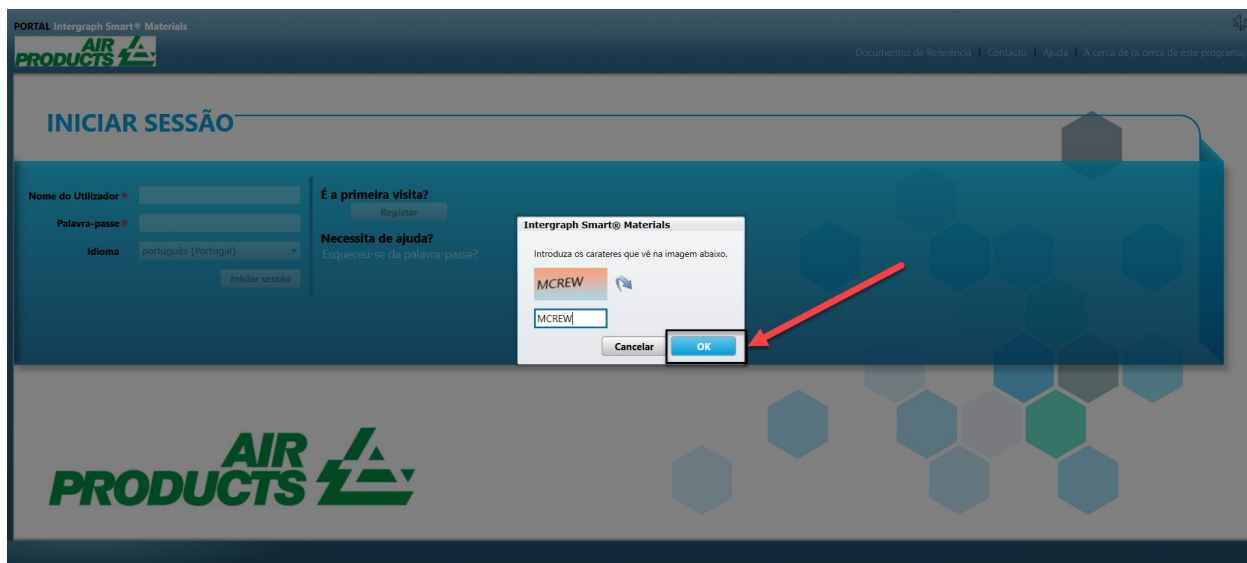 PORTAL Intergraph Smart® Materials
AIR
PRODUCTS
Documentos de Referência | Contacto | Ajuda | A cerca de (a cerca de este programa)
INICIAR SESSÃO
Nome do Utilizador *
Palavra-passe *
Idioma português (Portugal)
Iniciar sessão
É a primeira visita?
Registar
Necessita de ajuda?
Esqueceu-se da palavra-passe?
Intergraph Smart® Materials
Introduza os carateres que vê na imagem abaixo.
MCREW
MCREW
Cancelar OK
AIR
PRODUCTS